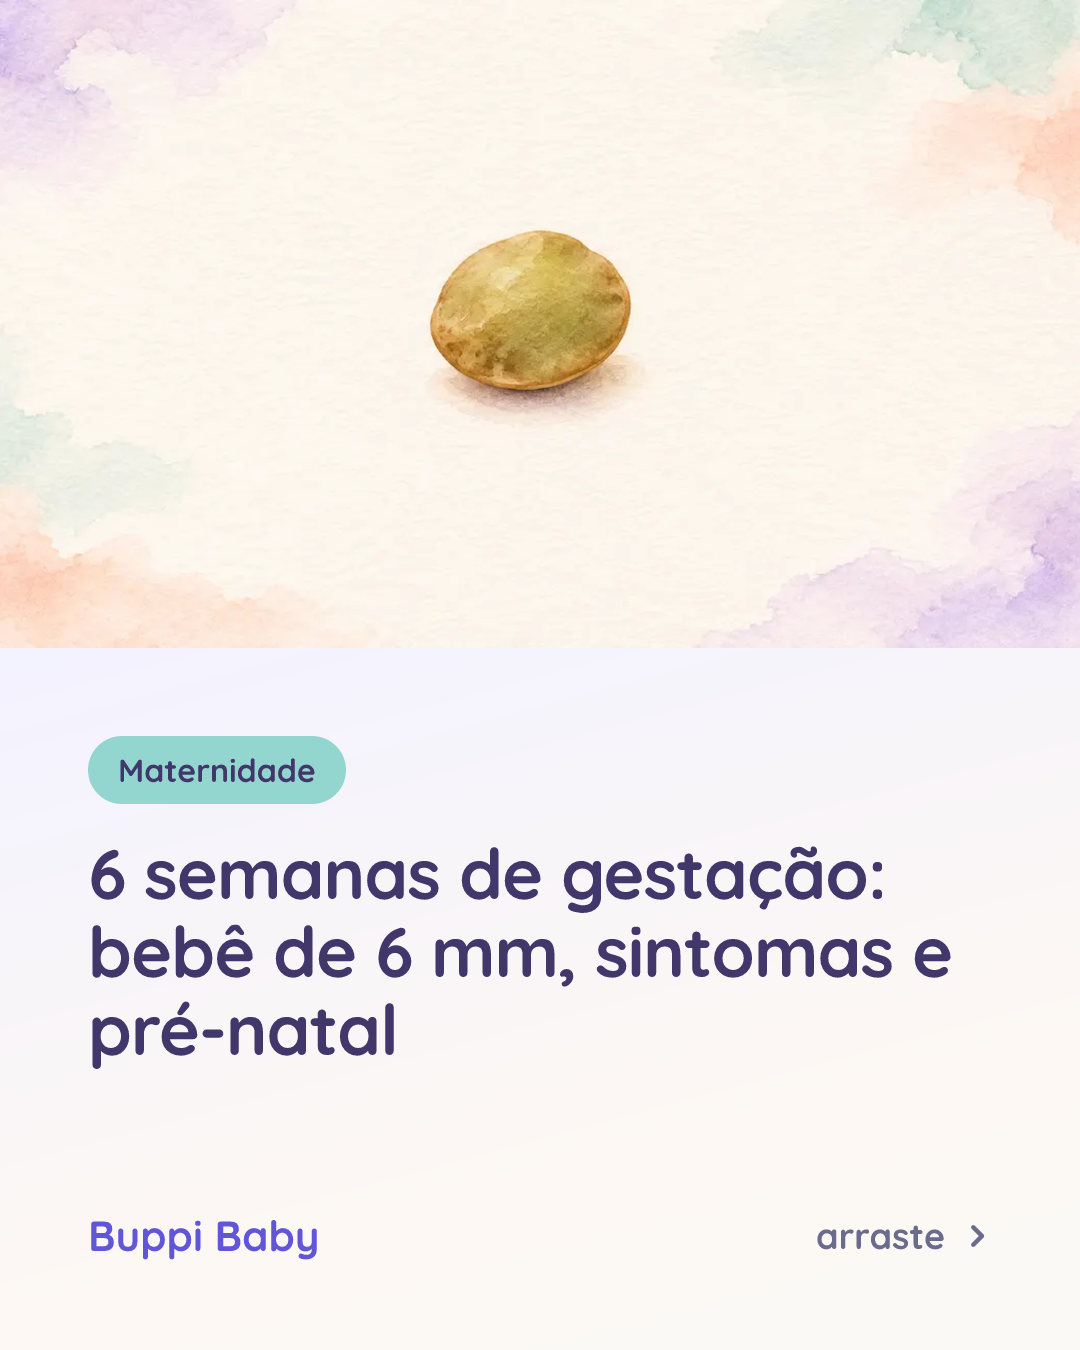 Maternidade
6 semanas de gestação:
bebê de 6 mm, sintomas e
pré-natal
Buppi Baby
arraste